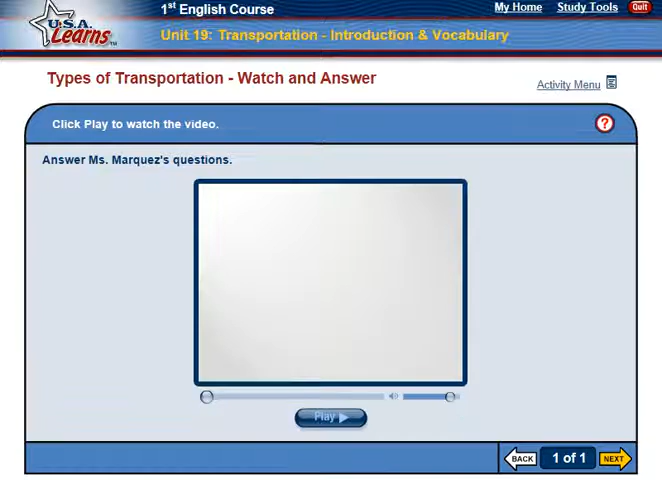 U.S.A.
Learns TM
1st English Course
My Home Study Tools Quit
Unit 19: Transportation - Introduction & Vocabulary
Types of Transportation - Watch and Answer
Activity Menu
Click Play to watch the video.
?
Answer Ms. Marquez's questions.
Play
BACK 1 of 1 NEXT